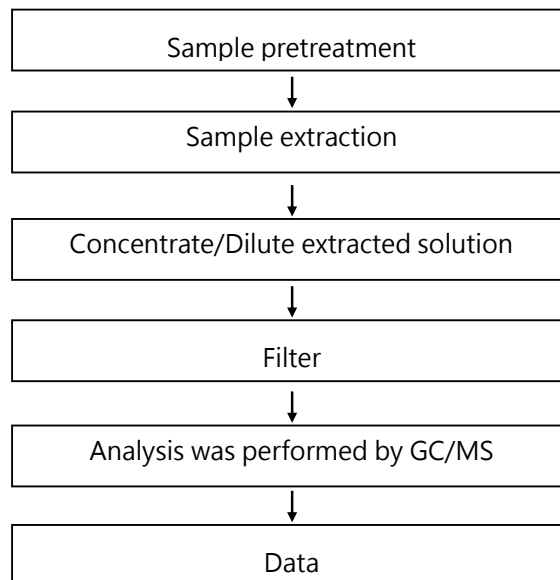 Sample pretreatment
Sample extraction
Concentrate/Dilute extracted solution
Filter
Analysis was performed by GC/MS
Data